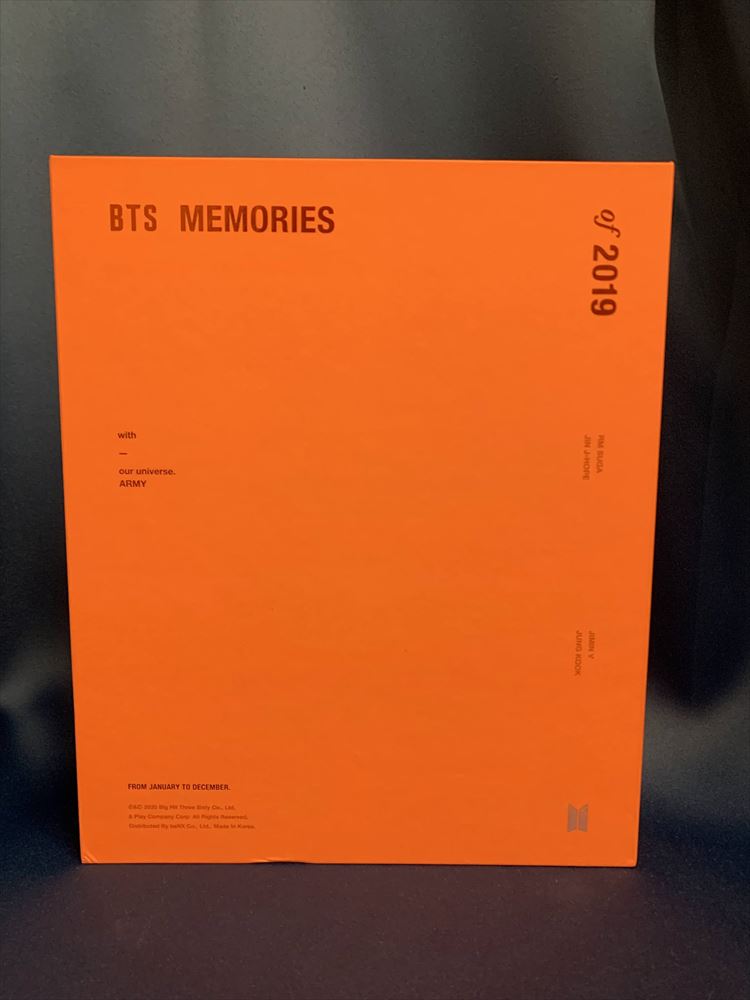 BTS MEMORIES
of 2019
with
—
our universe.
ARMY
RM SUGA
JIN J-HOPE
JIMIN V
JUNG KOOK
FROM JANUARY TO DECEMBER.
©&℗ 2020 Big Hit Three Sixty Co., Ltd.
& Play Company Corp. All Rights Reserved.
Distributed By beNX Co., Ltd. Made In Korea.